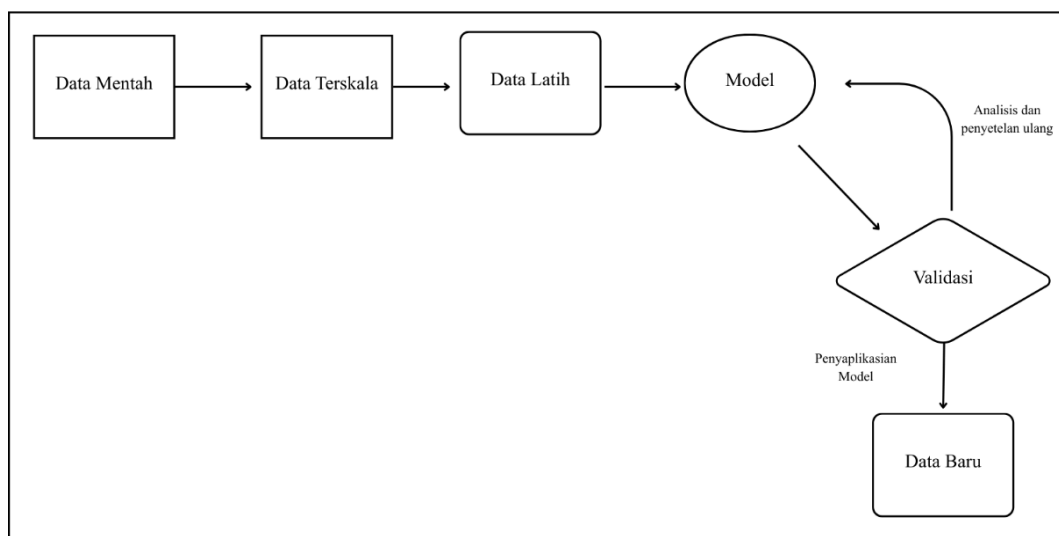 Data Mentah
Data Terskala
Data Latih
Model
Analisis dan
penyetelan ulang
Validasi
Penyaplikasian
Model
Data Baru